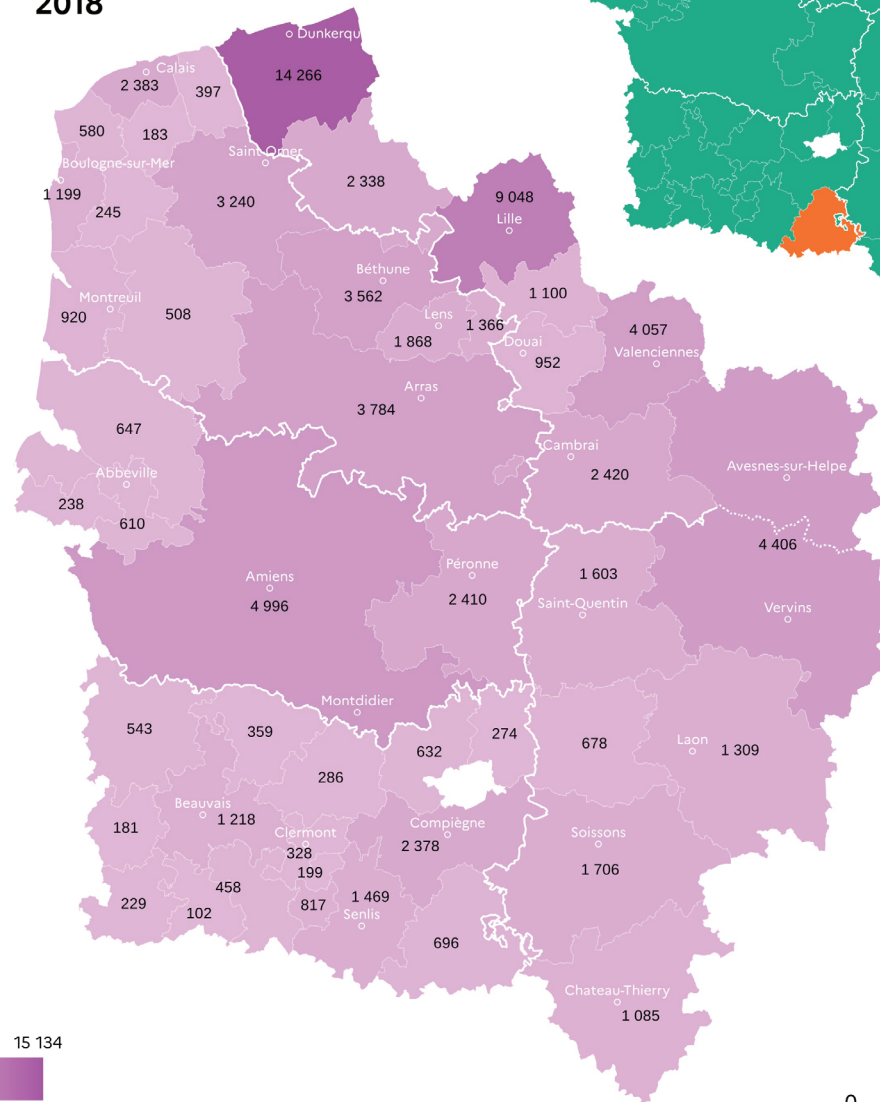 2018
Dunkerqu
14 266
Calais
2 383
397
580
183
Saint-Omer
Boulogne-sur-Mer
2 338
1 199
3 240
9 048
245
Lille
Béthune
3 562
1 100
Montreuil
920
508
Lens
1 366
1 868
4 057
Douai
952
Valenciennes
Arras
3 784
647
Cambrai
2 420
Avesnes-sur-Helpe
Abbeville
238
610
4 406
Péronne
1 603
Amiens
4 996
2 410
Saint-Quentin
Vervins
Montdidier
543
359
632
274
678
Laon
1 309
286
Beauvais
1 218
181
Clermont
328
Compiègne
2 378
Soissons
199
1 706
458
229
102
817
1 469
Senlis
696
Chateau-Thierry
1 085
15 134